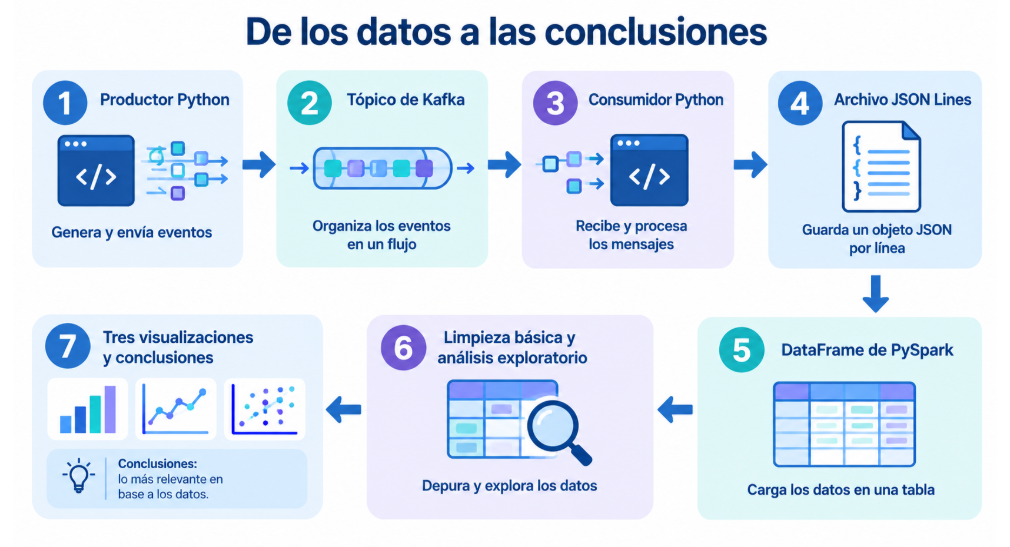 De los datos a las conclusiones
1
Productor Python
</>
Genera y envía eventos
2
Tópico de Kafka
Organiza los eventos
en un flujo
3
Consumidor Python
</>
Recibe y procesa
los mensajes
4
Archivo JSON Lines
{
{
}
Guarda un objeto JSON
por línea
5
DataFrame de PySpark
Carga los datos en una tabla
6
Limpieza básica y
análisis exploratorio
Depura y explora los datos
7
Tres visualizaciones
y conclusiones
Conclusiones:
lo más relevante en
base a los datos.